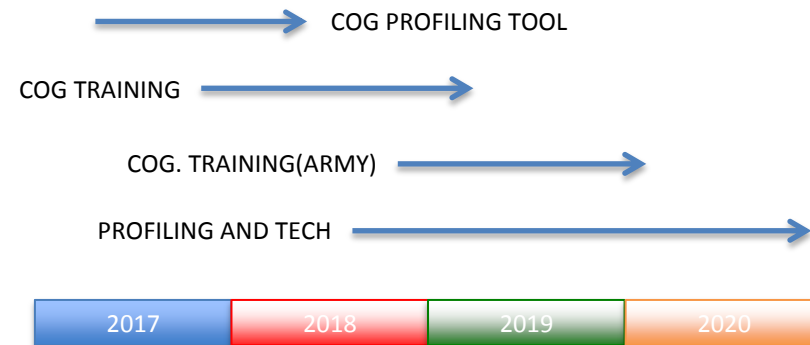 COG PROFILING TOOL
COG TRAINING
COG. TRAINING(ARMY)
PROFILING AND TECH
2017 2018 2019 2020